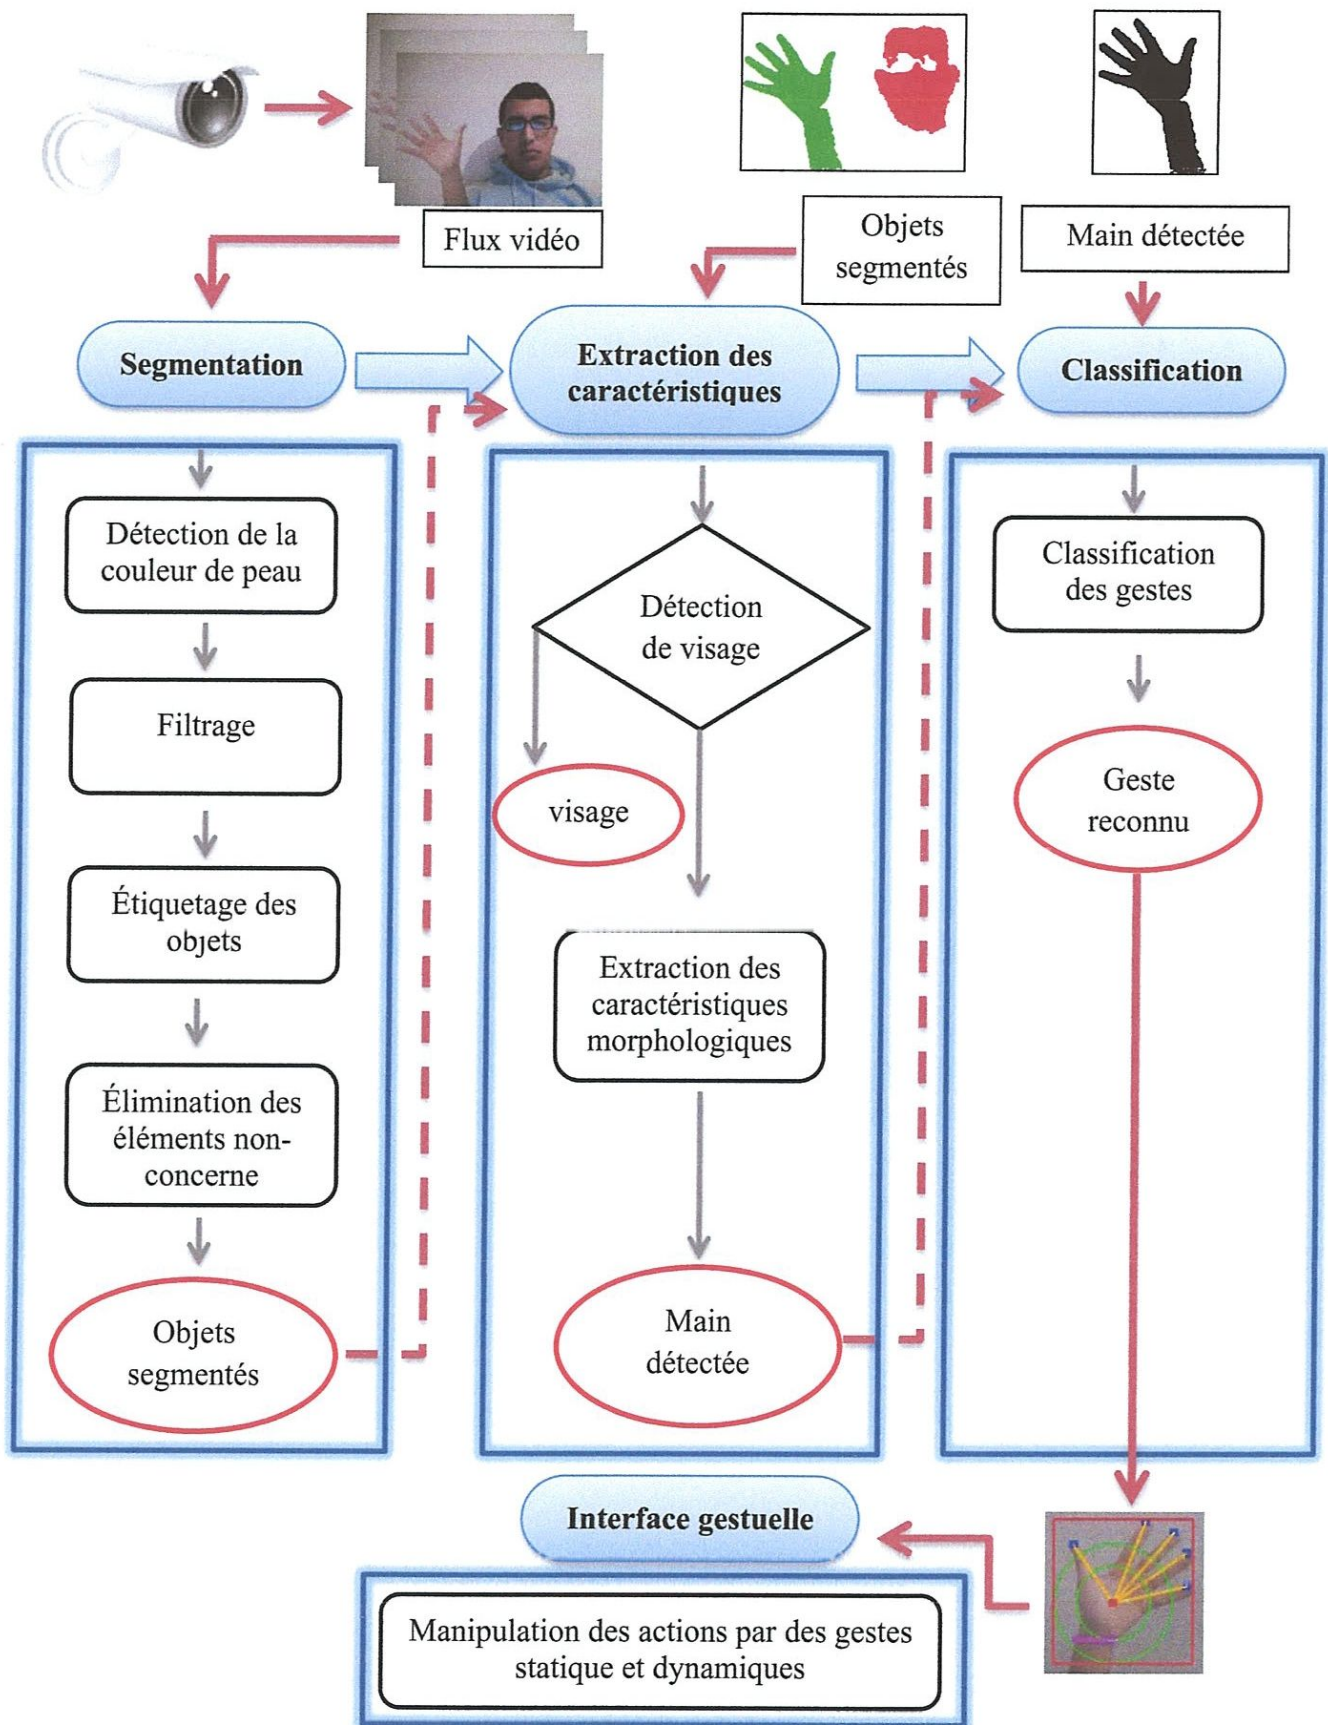 Flux vidéo
Objets
segmentés
Main détectée
Segmentation
Extraction des
caractéristiques
Classification
Détection de la
couleur de peau
Filtrage
Étiquetage des
objets
Élimination des
éléments non-
concerne
Objets
segmentés
Détection
de visage
visage
Extraction des
caractéristiques
morphologiques
Main
détectée
Classification
des gestes
Geste
reconnu
Interface gestuelle
Manipulation des actions par des gestes
statique et dynamiques